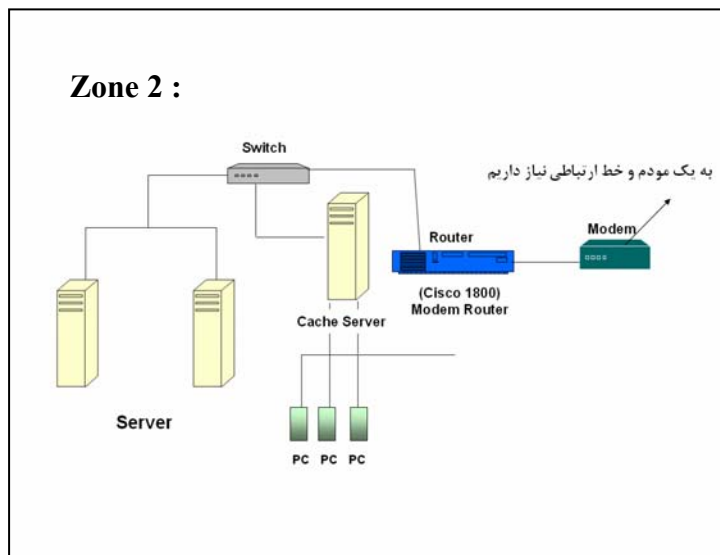 Zone 2 :
Switch
به یک مودم و خط ارتباطی نیاز داریم
Router
Modem
(Cisco 1800)
Modem Router
Cache Server
Server
PC PC PC